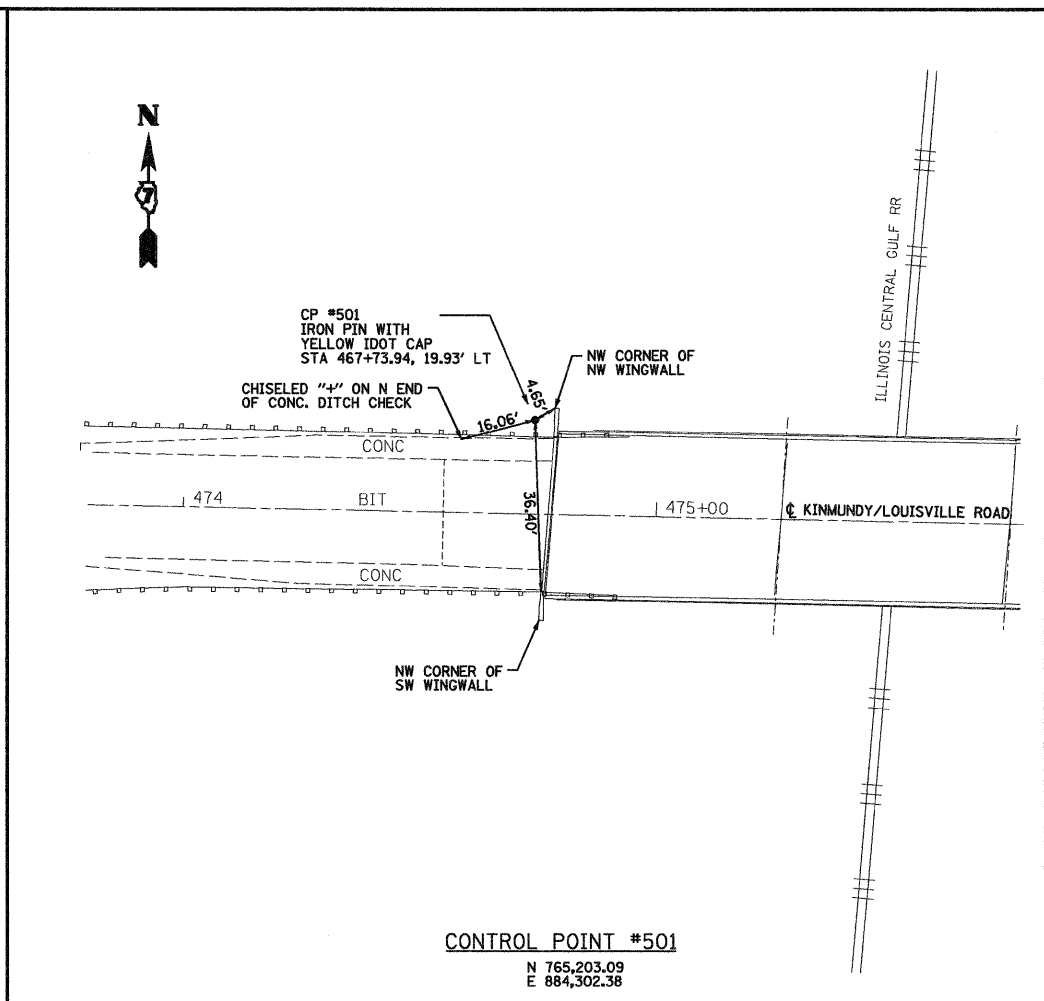 N
7
ILLINOIS CENTRAL GULF RR
CP #501
IRON PIN WITH
YELLOW IDOT CAP
STA 467+73.94, 19.93' LT
NW CORNER OF
NW WINGWALL
4.65'
CHISELED "+" ON N END
OF CONC. DITCH CHECK
16.06'
CONC
36.40'
474
BIT
475+00
℄ KINMUNDY/LOUISVILLE ROAD
CONC
NW CORNER OF
SW WINGWALL
CONTROL POINT #501
N 765,203.09
E 884,302.38